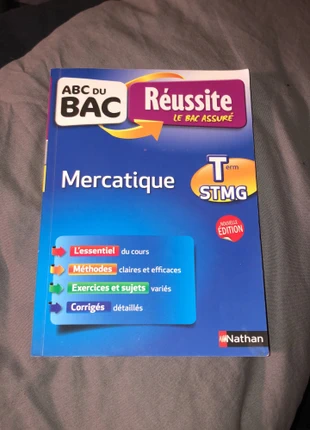 ABC DU
BAC
Réussite
LE BAC ASSURÉ
Term
STMG
Mercatique
NOUVELLE
ÉDITION
L'essentiel du cours
Méthodes claires et efficaces
Exercices et sujets variés
Corrigés détaillés
Nathan